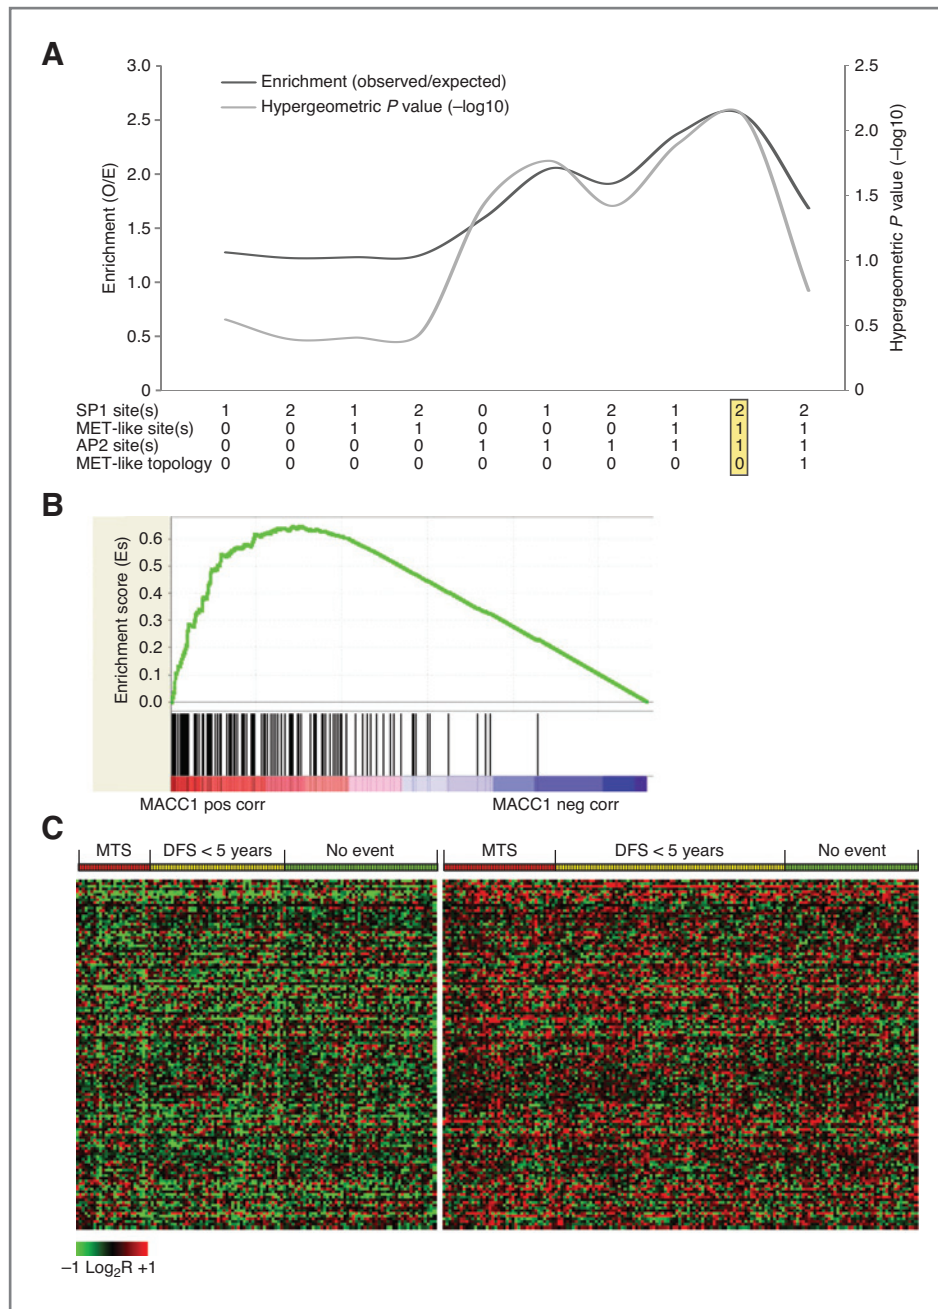 A
3.0
2.5
2.0
1.5
1.0
0.5
0
Enrichment (O/E)
Enrichment (observed/expected)
Hypergeometric P value (–log10)
2.5
2.0
1.5
1.0
0.5
0
Hypergeometric P value (–log10)
SP1 site(s) 1 2 1 2 0 1 2 1 2 2
MET-like site(s) 0 0 1 1 0 0 0 1 1 1
AP2 site(s) 0 0 0 0 1 1 1 1 1 1
MET-like topology 0 0 0 0 0 0 0 0 0 1
B
Enrichment score (Es)
0.6
0.5
0.4
0.3
0.2
0.1
0.0
MACC1 pos corr MACC1 neg corr
C
MTS DFS < 5 years No event MTS DFS < 5 years No event
–1 Log₂R +1